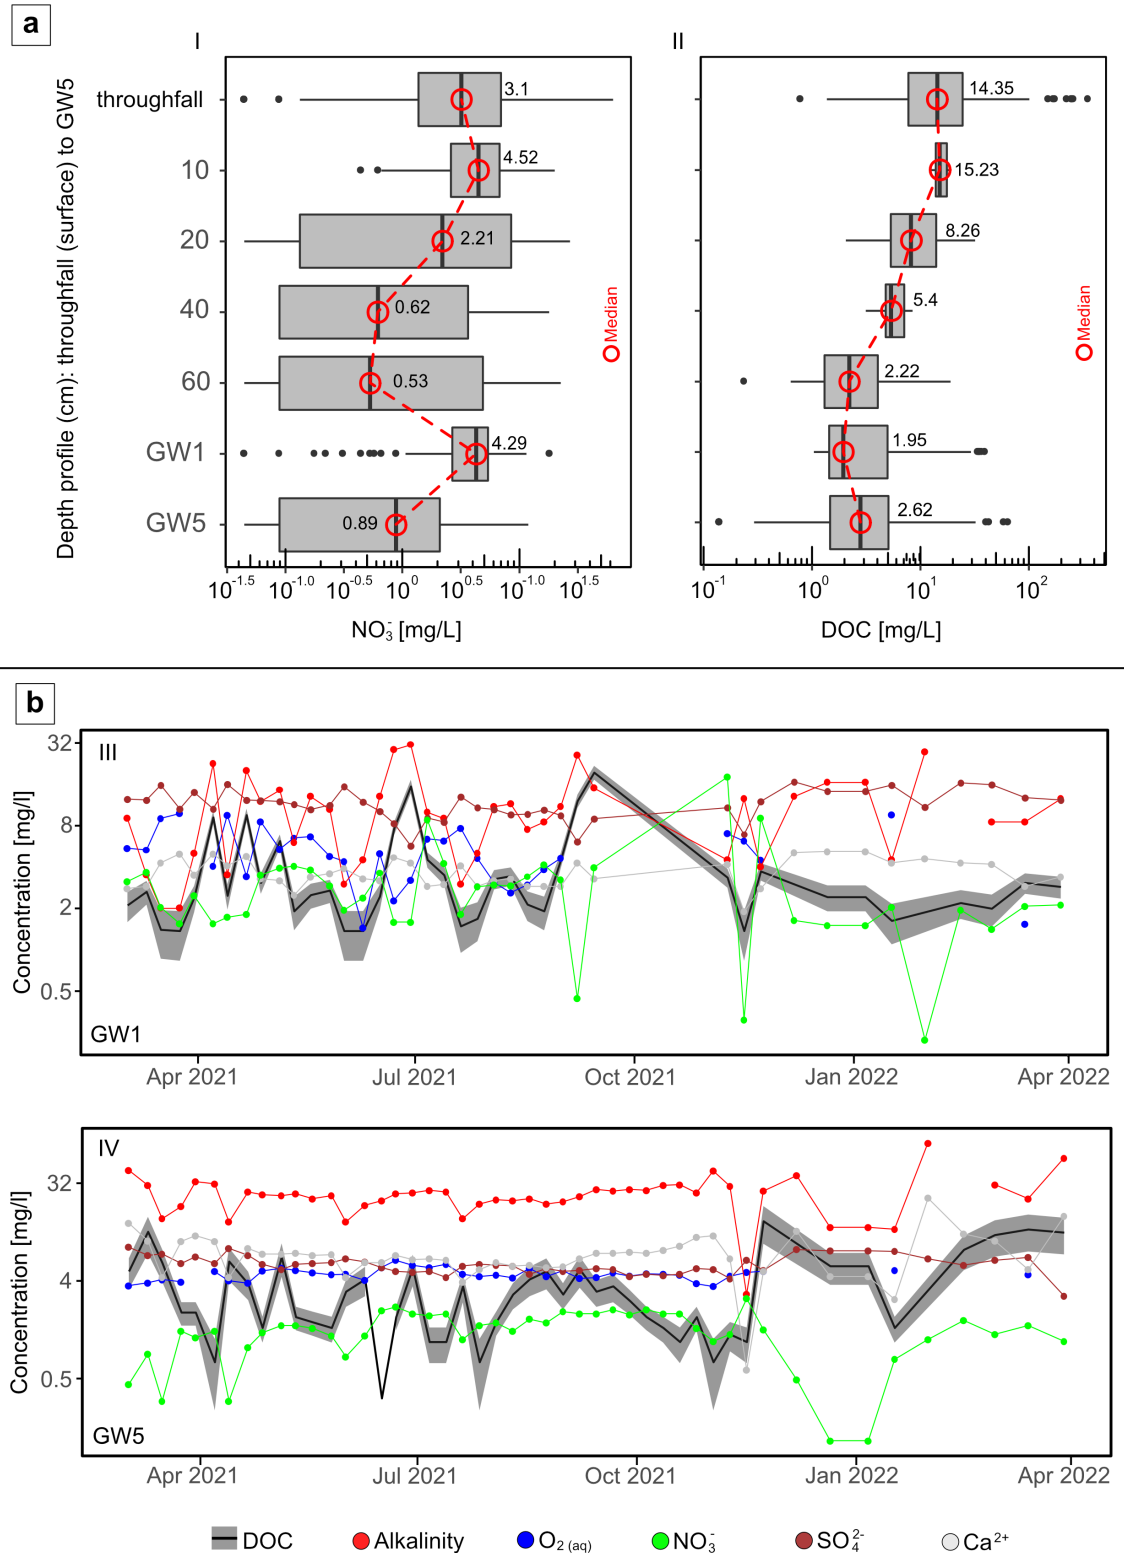 a
I
II
Depth profile (cm): throughfall (surface) to GW5
throughfall
10
20
40
60
GW1
GW5
3.1
4.52
2.21
0.62
0.53
4.29
0.89
Median
10^-1.5 10^-1.0 10^-0.5 10^0 10^0.5 10^-1.0 10^1.5
NO₃⁻ [mg/L]
14.35
15.23
8.26
5.4
2.22
1.95
2.62
Median
10^-1 10^0 10^1 10^2
DOC [mg/L]
b
III
Concentration [mg/l]
32
8
2
0.5
GW1
Apr 2021 Jul 2021 Oct 2021 Jan 2022 Apr 2022
IV
Concentration [mg/l]
32
4
0.5
GW5
Apr 2021 Jul 2021 Oct 2021 Jan 2022 Apr 2022
DOC Alkalinity O₂ (aq) NO₃⁻ SO₄²⁻ Ca²⁺